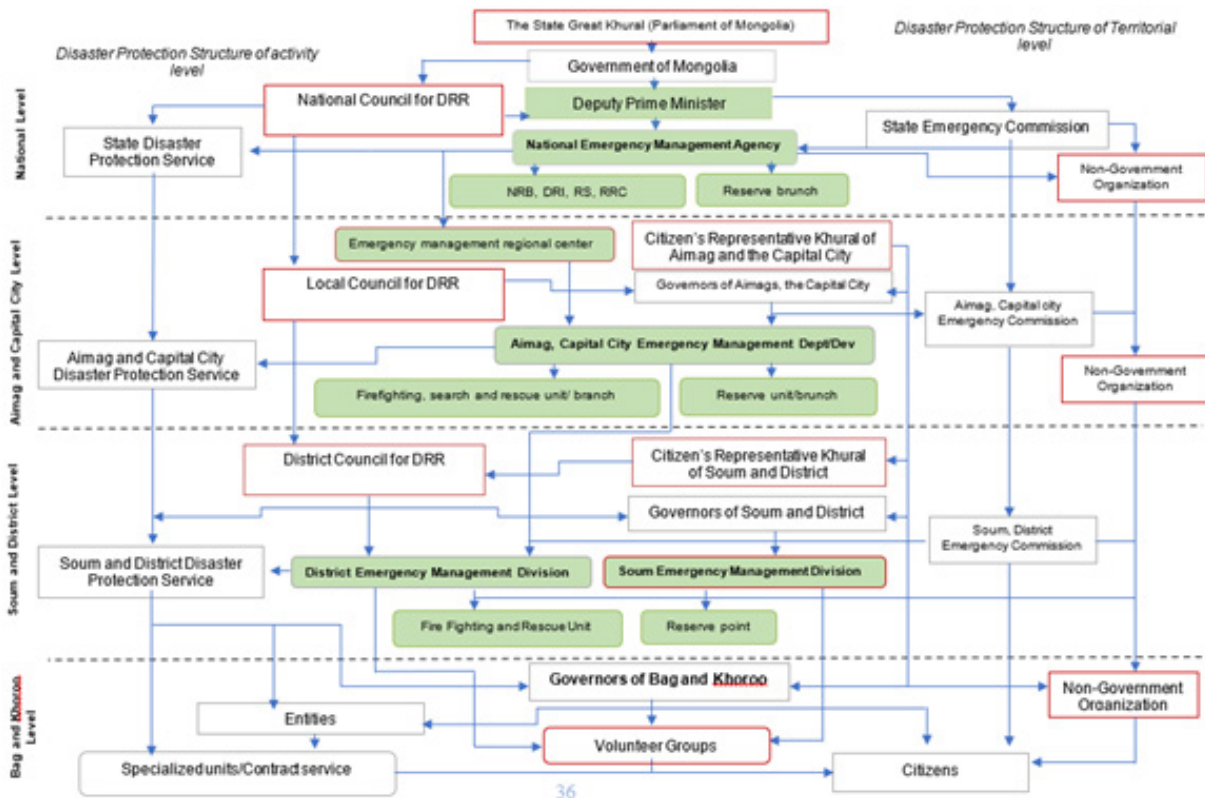 The State Great Khural (Parliament of Mongolia)
Disaster Protection Structure of activity
level
Disaster Protection Structure of Territorial
level
Government of Mongolia
National Level
National Council for DRR
Deputy Prime Minister
State Disaster
Protection Service
State Emergency Commission
National Emergency Management Agency
Non-Government
Organization
NRB, DRI, RS, RRC
Reserve brunch
Aimag and Capital City Level
Emergency management regional center
Citizen's Representative Khural of
Aimag and the Capital City
Local Council for DRR
Governors of Aimags, the Capital City
Aimag, Capital city
Emergency Commission
Aimag and Capital City
Disaster Protection Service
Aimag, Capital City Emergency Management Dept/Dev
Non-Government
Organization
Firefighting, search and rescue unit/ branch
Reserve unit/brunch
Soum and District Level
District Council for DRR
Citizen's Representative Khural
of Soum and District
Governors of Soum and District
Soum, District
Emergency Commission
Soum and District Disaster
Protection Service
District Emergency Management Division
Soum Emergency Management Division
Fire Fighting and Rescue Unit
Reserve point
Bag and Khoroo
Level
Governors of Bag and Khoroo
Non-Government
Organization
Entities
Volunteer Groups
Specialized units/Contract service
Citizens
36